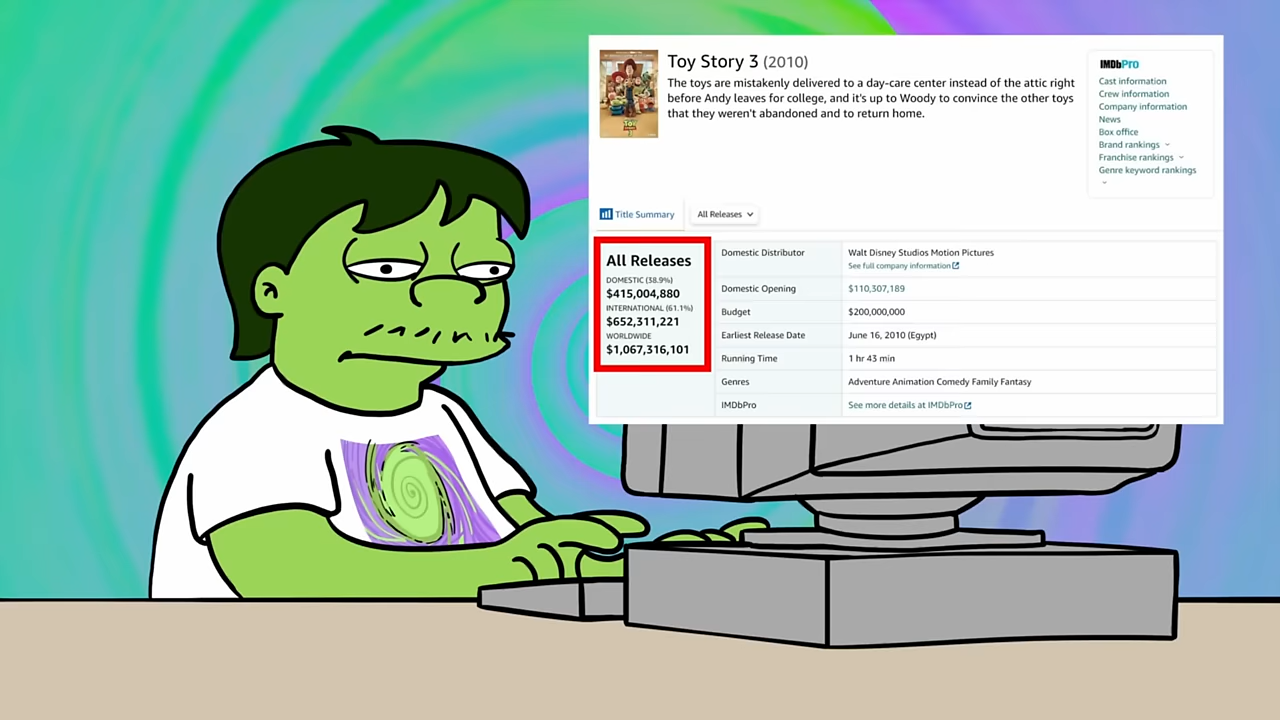 Toy Story 3 (2010)
The toys are mistakenly delivered to a day-care center instead of the attic right
before Andy leaves for college, and it's up to Woody to convince the other toys
that they weren't abandoned and to return home.
IMDbPro
Cast information
Crew information
Company information
News
Box office
Brand rankings
Franchise rankings
Genre keyword rankings
Title Summary
All Releases
All Releases
DOMESTIC (38.9%)
$415,004,880
INTERNATIONAL (61.1%)
$652,311,221
WORLDWIDE
$1,067,316,101
Domestic Distributor
Walt Disney Studios Motion Pictures
See full company information
Domestic Opening
$110,307,189
Budget
$200,000,000
Earliest Release Date
June 16, 2010 (Egypt)
Running Time
1 hr 43 min
Genres
Adventure Animation Comedy Family Fantasy
IMDbPro
See more details at IMDbPro